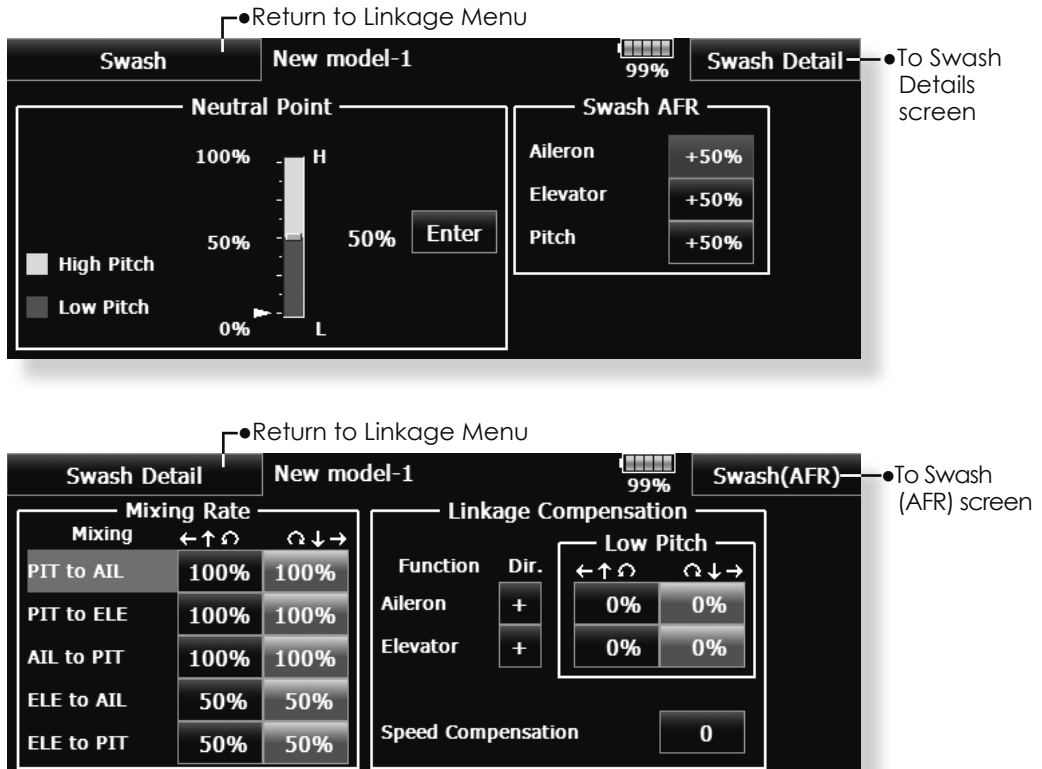 ●Return to Linkage Menu
Swash New model-1 99% Swash Detail
●To Swash
Details
screen
Neutral Point
Swash AFR
100% H
Aileron +50%
Elevator +50%
50% 50% Enter
Pitch +50%
High Pitch
Low Pitch
0% L
●Return to Linkage Menu
Swash Detail New model-1 99% Swash(AFR)
●To Swash
(AFR) screen
Mixing Rate
Mixing ←↑↶ ↷↓→
PIT to AIL 100% 100%
PIT to ELE 100% 100%
AIL to PIT 100% 100%
ELE to AIL 50% 50%
ELE to PIT 50% 50%
Linkage Compensation
Low Pitch
Function Dir. ←↑↶ ↷↓→
Aileron + 0% 0%
Elevator + 0% 0%
Speed Compensation 0